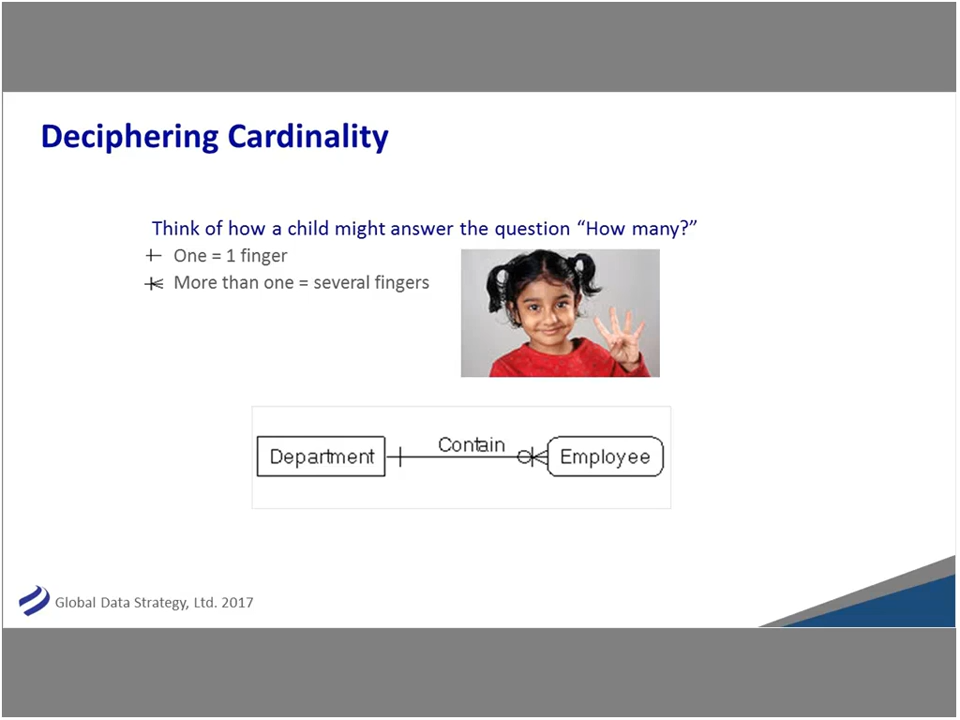 Deciphering Cardinality
Think of how a child might answer the question “How many?”
One = 1 finger
More than one = several fingers
Contain
Department
Employee
Global Data Strategy, Ltd. 2017